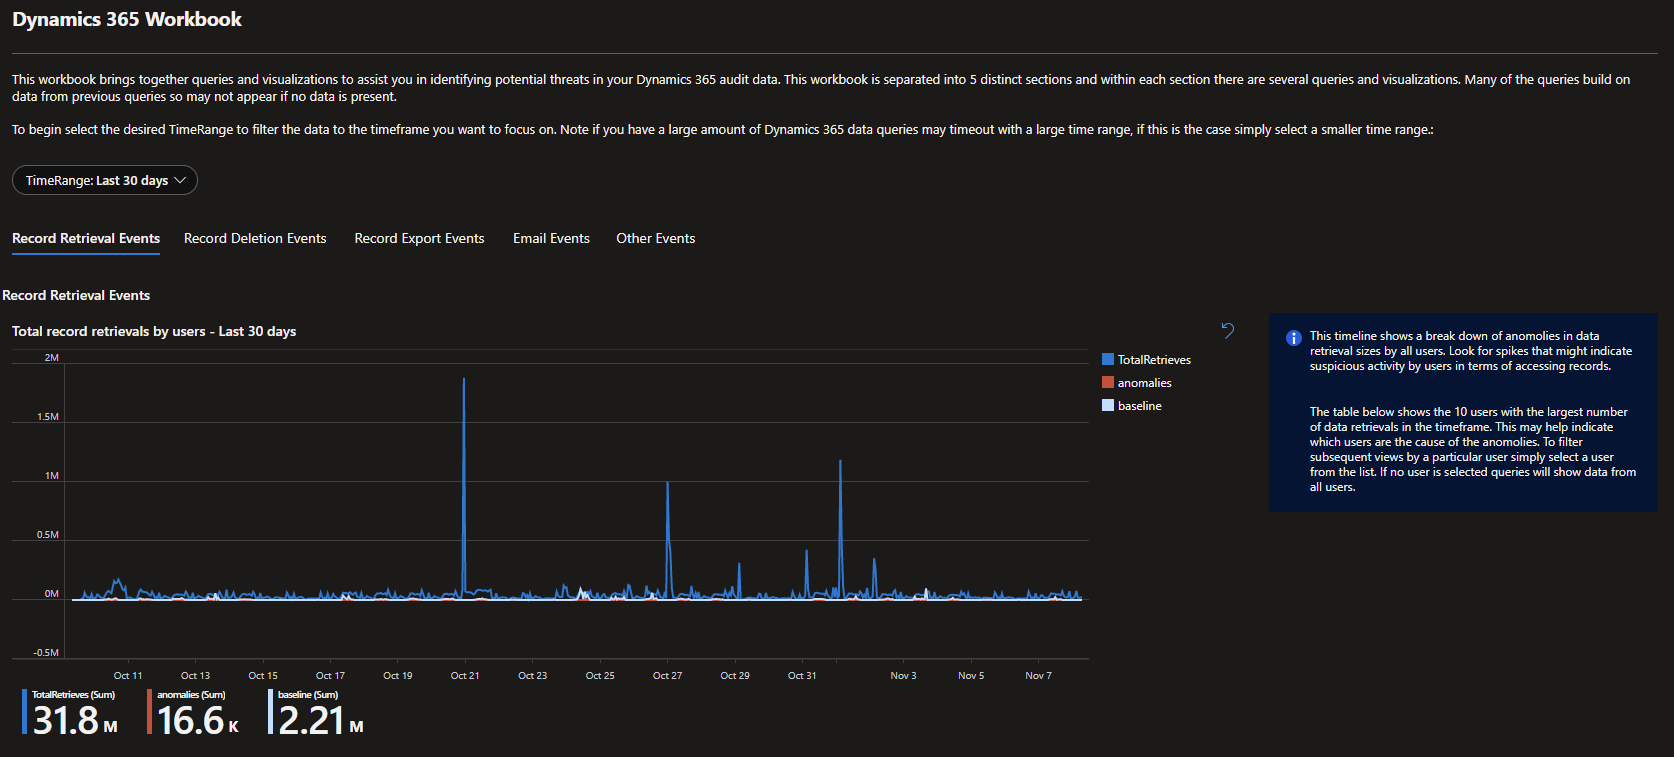 Dynamics 365 Workbook
This workbook brings together queries and visualizations to assist you in identifying potential threats in your Dynamics 365 audit data. This workbook is separated into 5 distinct sections and within each section there are several queries and visualizations. Many of the queries build on
data from previous queries so may not appear if no data is present.
To begin select the desired TimeRange to filter the data to the timeframe you want to focus on. Note if you have a large amount of Dynamics 365 data queries may timeout with a large time range, if this is the case simply select a smaller time range.:
TimeRange: Last 30 days
Record Retrieval Events Record Deletion Events Record Export Events Email Events Other Events
Record Retrieval Events
Total record retrievals by users - Last 30 days
2M
1.5M
1M
0.5M
0M
-0.5M
Oct 11 Oct 13 Oct 15 Oct 17 Oct 19 Oct 21 Oct 23 Oct 25 Oct 27 Oct 29 Oct 31 Nov 3 Nov 5 Nov 7
TotalRetrieves
anomalies
baseline
TotalRetrieves (Sum) anomalies (Sum) baseline (Sum)
31.8 M 16.6 K 2.21 M
This timeline shows a break down of anomolies in data
retrieval sizes by all users. Look for spikes that might indicate
suspicious activity by users in terms of accessing records.
The table below shows the 10 users with the largest number
of data retrievals in the timeframe. This may help indicate
which users are the cause of the anomolies. To filter
subsequent views by a particular user simply select a user
from the list. If no user is selected queries will show data from
all users.